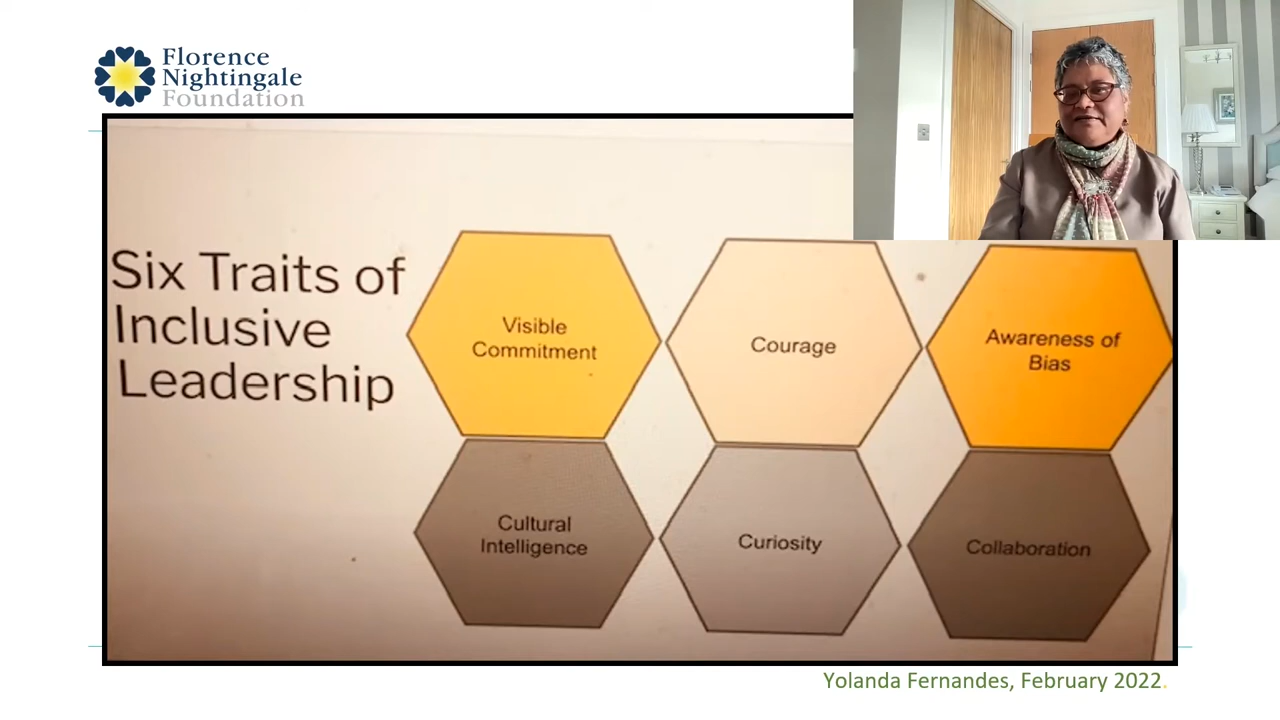 Florence
Nightingale
Foundation
Six Traits of
Inclusive
Leadership
Visible
Commitment
Courage
Awareness of
Bias
Cultural
Intelligence
Curiosity
Collaboration
Yolanda Fernandes, February 2022.